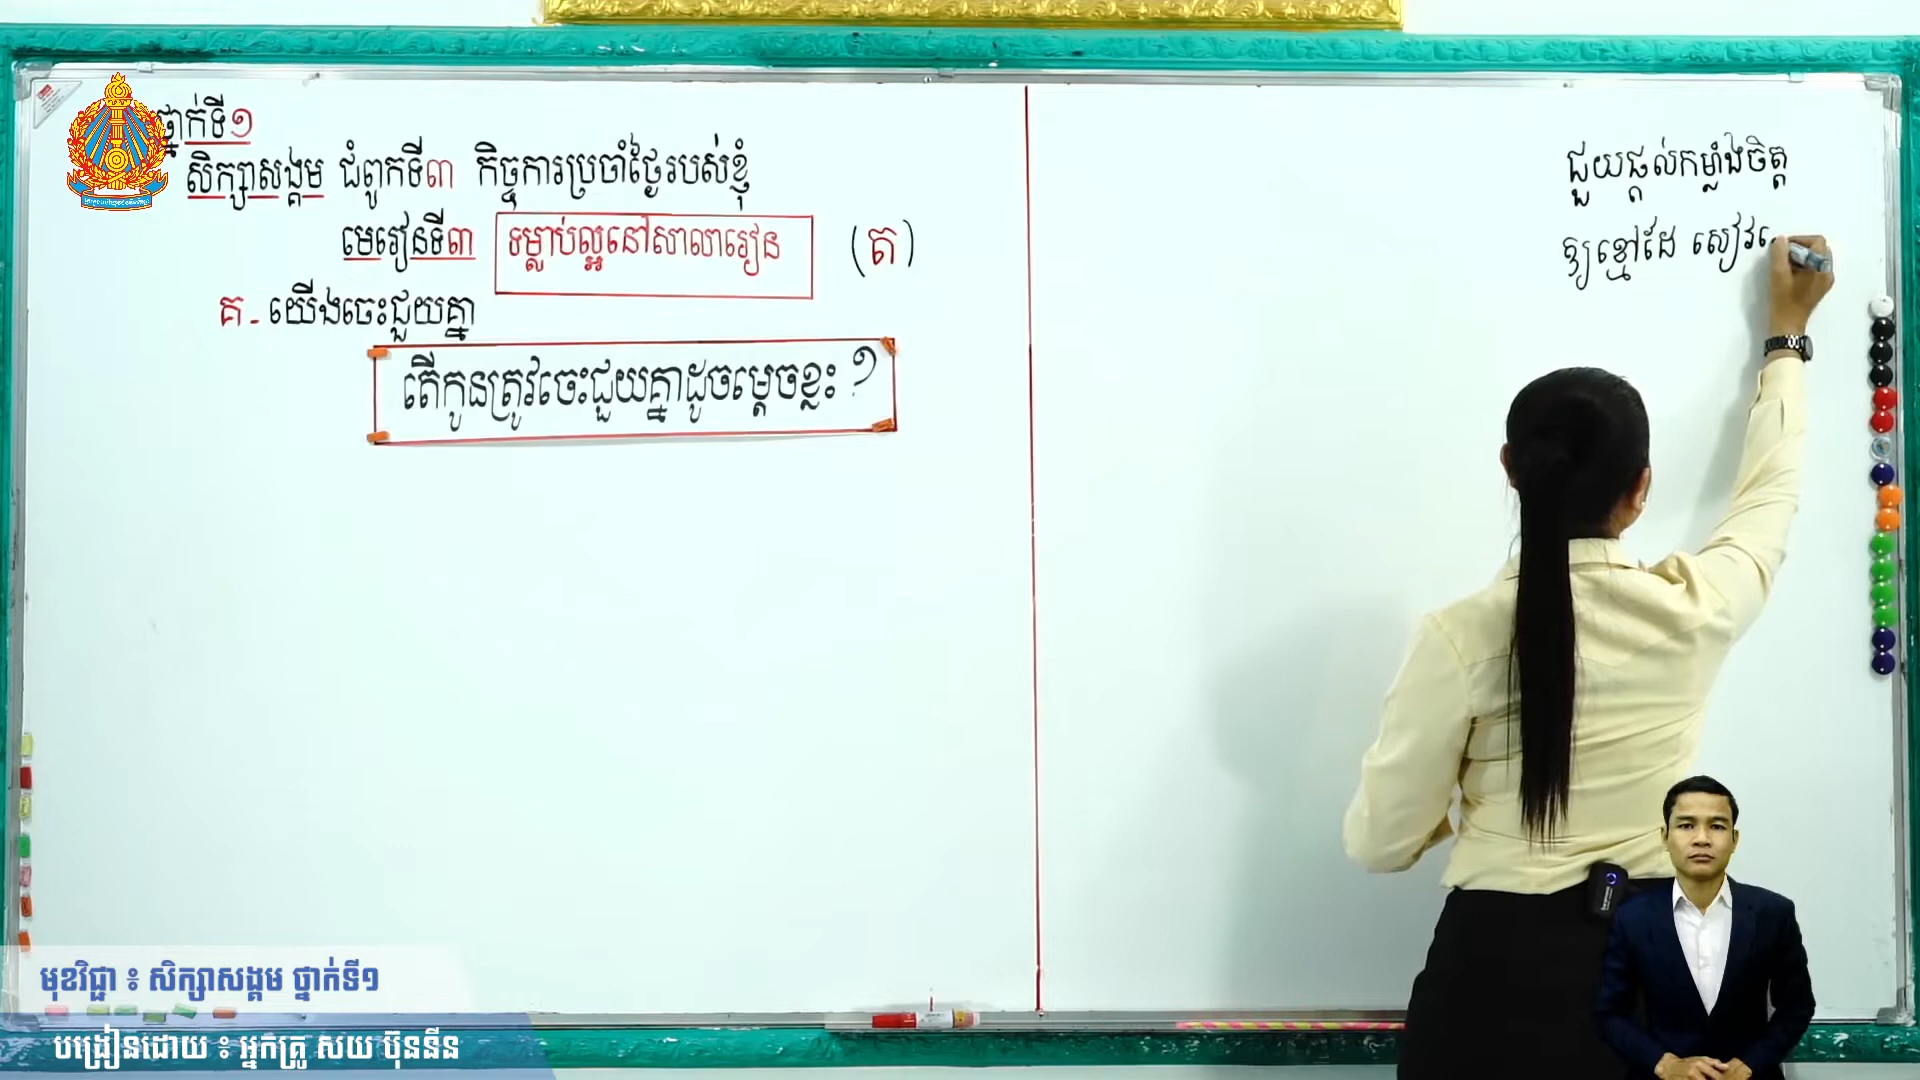 ថ្នាក់ទី១
សិក្សាសង្គម ជំពូកទី៣ កិច្ចការប្រចាំថ្ងៃរបស់ខ្ញុំ
មេរៀនទី៣ ទម្លាប់ល្អនៅសាលារៀន (ត)
គ - យើងចេះជួយគ្នា
តើកូនត្រូវចេះជួយគ្នាដូចម្ដេចខ្លះ ?
ជួយផ្ដល់កម្លាំងចិត្ត
ឱ្យខ្មៅដៃ សៀវ
មុខវិជ្ជា ៖ សិក្សាសង្គម ថ្នាក់ទី១
បង្រៀនដោយ ៖ អ្នកគ្រូ សយ ប៊ុននីន